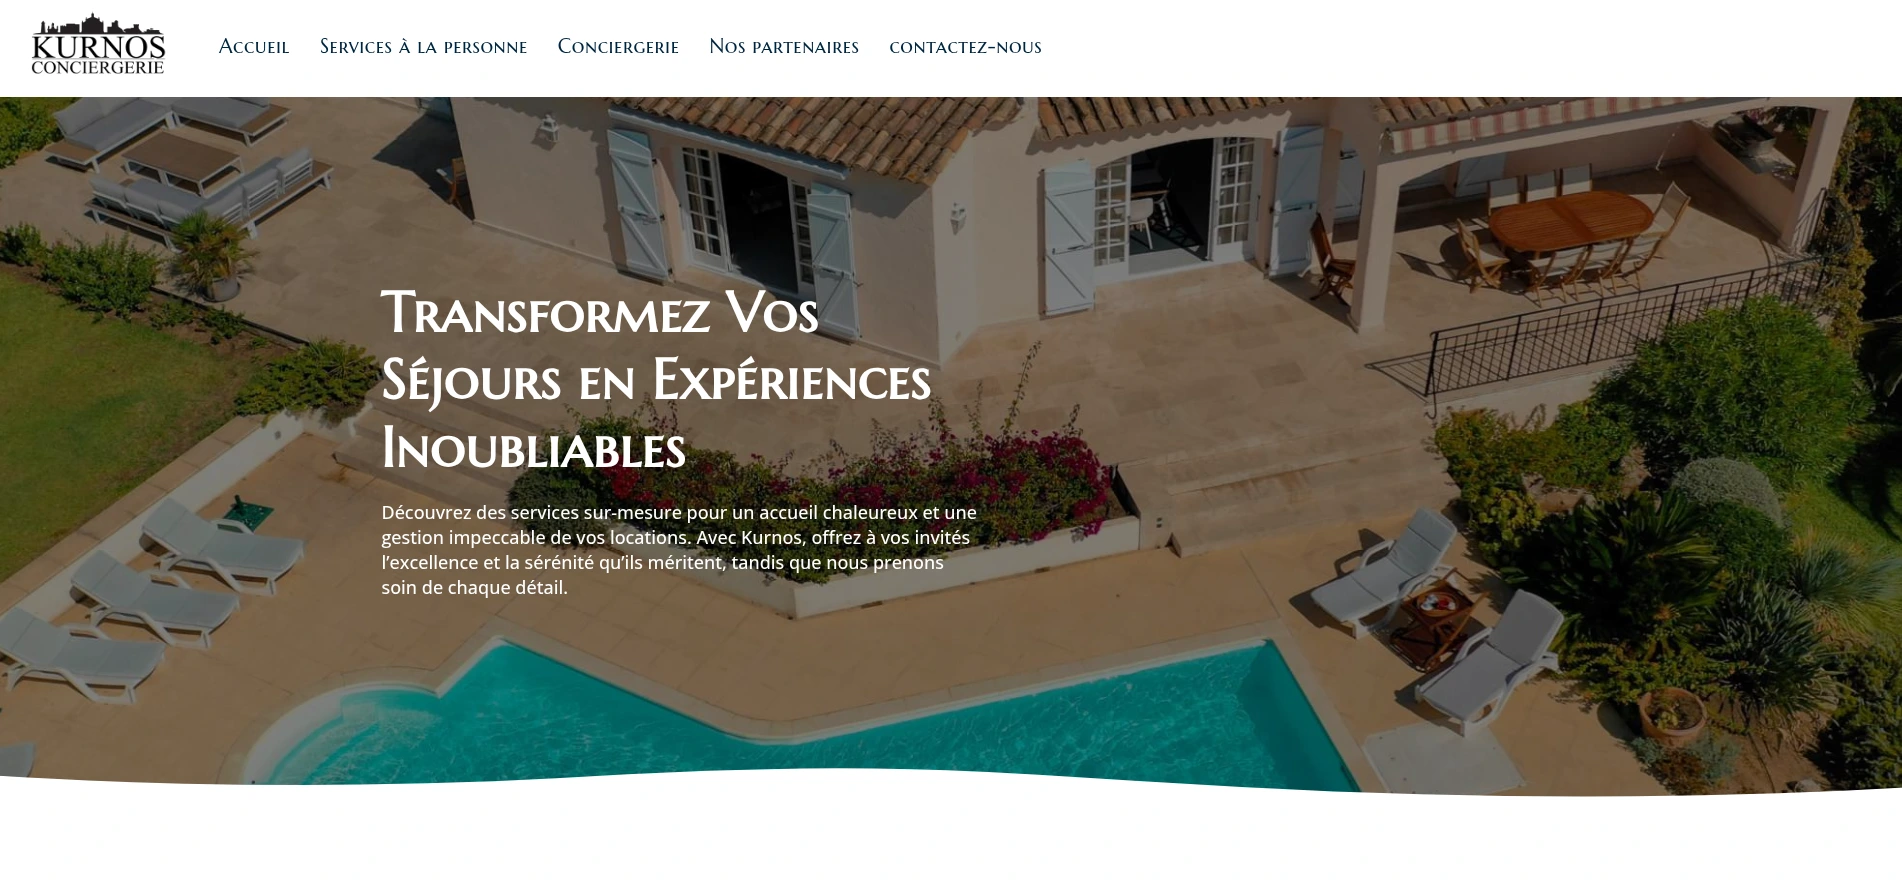 KURNOS
CONCIERGERIE
Accueil
Services à la personne
Conciergerie
Nos partenaires
contactez-nous
Transformez Vos
Séjours en Expériences
Inoubliables
Découvrez des services sur-mesure pour un accueil chaleureux et une
gestion impeccable de vos locations. Avec Kurnos, offrez à vos invités
l’excellence et la sérénité qu’ils méritent, tandis que nous prenons
soin de chaque détail.